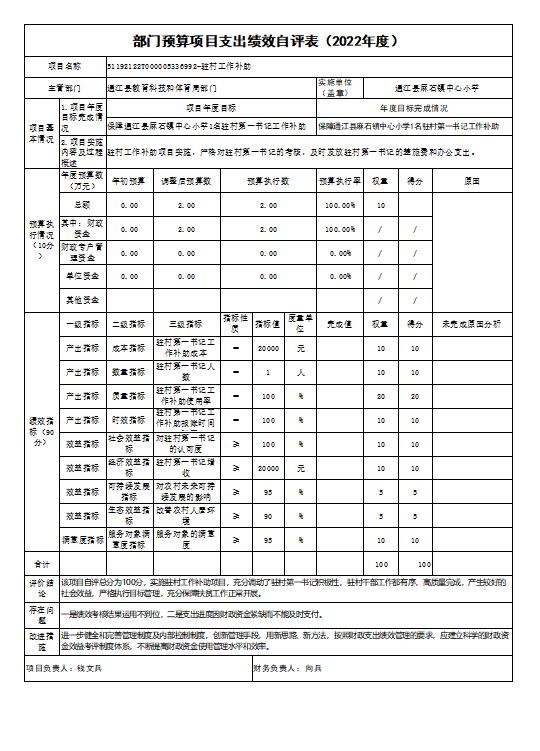 部门预算项目支出绩效自评表（2022年度）
项目名称 51192122T000005336992-驻村工作补助
主管部门 通江县教育科技和体育局部门 实施单位（盖章） 通江县麻石镇中心小学
项目基本情况 1.项目年度目标完成情况 项目年度目标 年度目标完成情况
保障通江县麻石镇中心小学1名驻村第一书记工作补助 保障通江县麻石镇中心小学1名驻村第一书记工作补助
2.项目实施内容及过程概述 驻村工作补助项目实施，严格对驻村第一书记的考核，及时发放驻村第一书记的差旅费和办公支出。
预算执行情况（10分） 年度预算数（万元） 年初预算 调整后预算数 预算执行数 预算执行率 权重 得分 原因
总额 0.00 2.00 2.00 100.00% 10
其中：财政资金 0.00 2.00 2.00 100.00% / /
财政专户管理资金 0.00 0.00 0.00 0.00% / /
单位资金 0.00 0.00 0.00 0.00% / /
其他资金 / /
绩效指标（90分） 一级指标 二级指标 三级指标 指标性质 指标值 度量单位 完成值 权重 得分 未完成原因分析
产出指标 成本指标 驻村第一书记工作补助成本 ＝ 20000 元 10 10
产出指标 数量指标 驻村第一书记人数 ＝ 1 人 10 10
产出指标 质量指标 驻村第一书记工作补助使用率 ＝ 100 % 20 20
产出指标 时效指标 驻村第一书记工作补助报账时间 ＝ 100 % 10 10
效益指标 社会效益指标 对驻村第一书记的认可度 ≥ 100 % 10 10
效益指标 经济效益指标 驻村第一书记增收 ≥ 20000 元 10 10
效益指标 可持续发展指标 对农村未来可持续发展的影响 ≥ 95 % 5 5
效益指标 生态效益指标 改善农村人居环境 ≥ 90 % 5 5
满意度指标 服务对象满意度指标 服务对象的满意度 ≥ 95 % 10 10
合计 100 100
评价结论 该项目自评总分为100分，实施驻村工作补助项目，充分调动了驻村第一书记积极性，驻村干部工作都有序，高质量完成，产生较好的社会效益，严格执行目标管理，充分保障扶贫工作正常开展。
存在问题 一是绩效考核结果运用不到位，二是支出进度因财政资金紧缺而不能及时支付。
改进措施 进一步健全和完善管理制度及内部控制制度，创新管理手段，用新思路、新方法，按照财政支出绩效管理的要求，应建立科学的财政资金效益考评制度体系，不断提高财政资金使用管理水平和效率。
项目负责人：钱文兵 财务负责人：向兵